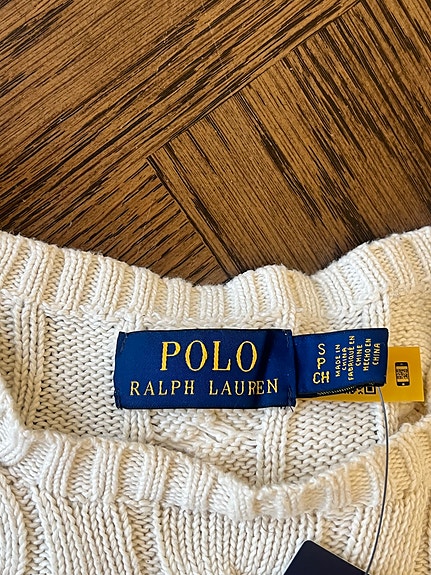 POLO
RALPH LAUREN
S
P
CH
MADE IN
CHINA
FABRIQUÉ EN
CHINE
HECHO EN
CHINA